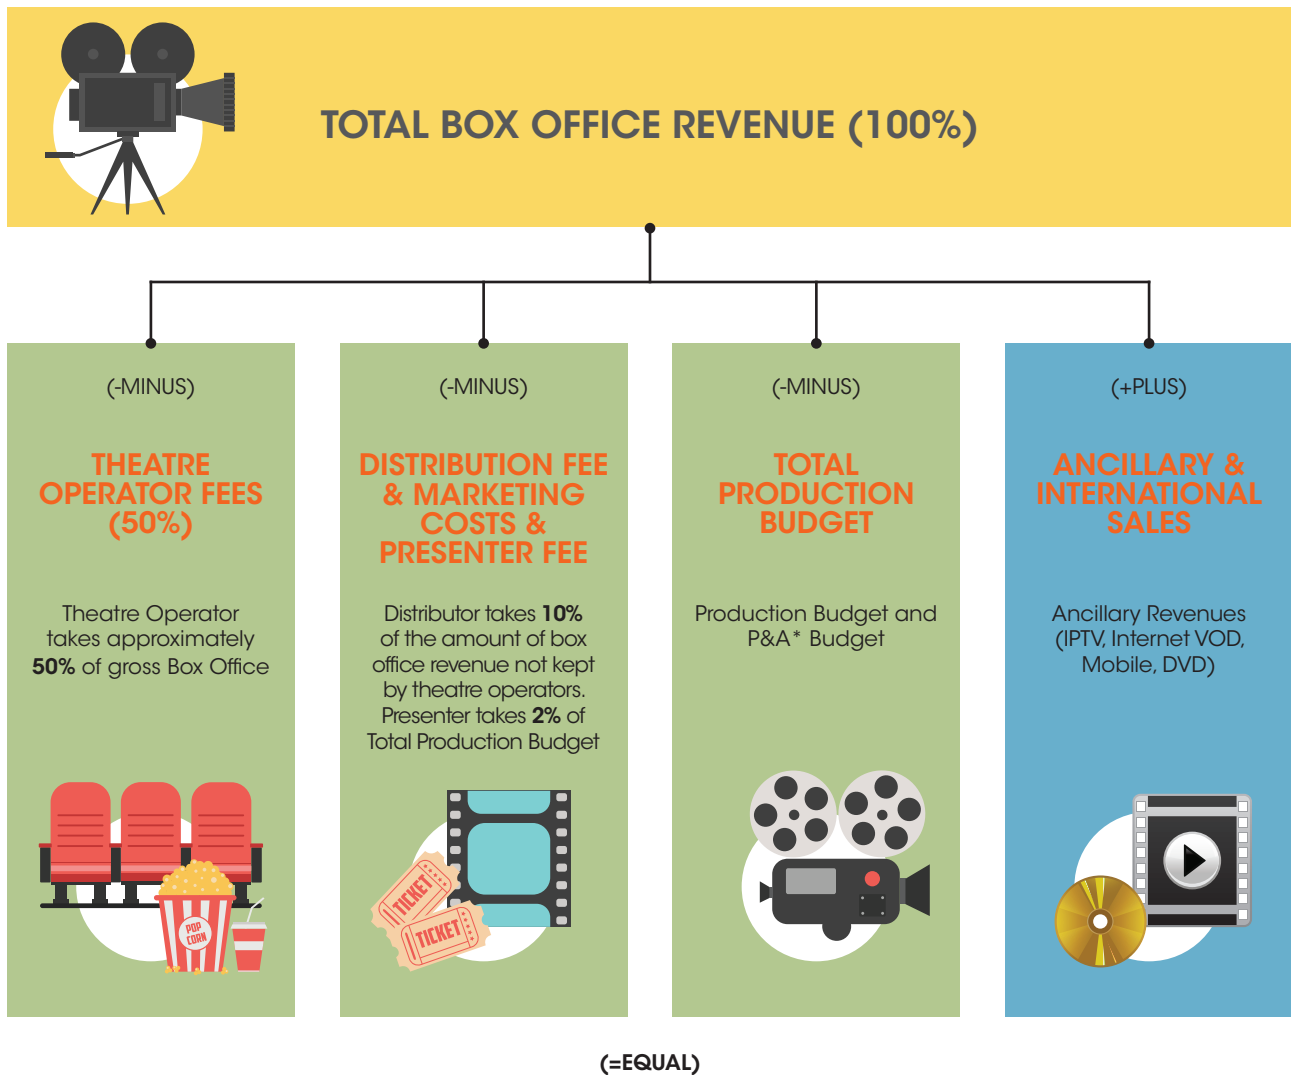 TOTAL BOX OFFICE REVENUE (100%)
(-MINUS)
THEATRE
OPERATOR FEES
(50%)
Theatre Operator
takes approximately
50% of gross Box Office
POP
CORN
(-MINUS)
DISTRIBUTION FEE
& MARKETING
COSTS &
PRESENTER FEE
Distributor takes 10%
of the amount of box
office revenue not kept
by theatre operators.
Presenter takes 2% of
Total Production Budget
TICKET
TICKET
(-MINUS)
TOTAL
PRODUCTION
BUDGET
Production Budget and
P&A* Budget
(+PLUS)
ANCILLARY &
INTERNATIONAL
SALES
Ancillary Revenues
(IPTV, Internet VOD,
Mobile, DVD)
(=EQUAL)